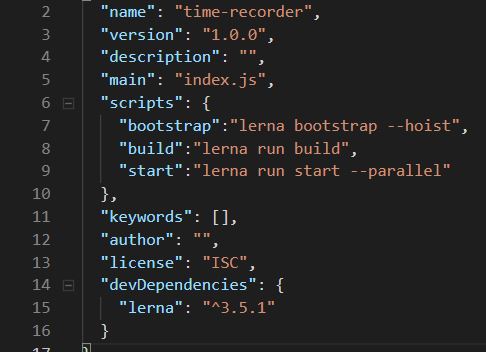 2 "name": "time-recorder",
3 "version": "1.0.0",
4 "description": "",
5 "main": "index.js",
6 "scripts": {
7 "bootstrap":"lerna bootstrap --hoist",
8 "build":"lerna run build",
9 "start":"lerna run start --parallel"
10 },
11 "keywords": [],
12 "author": "",
13 "license": "ISC",
14 "devDependencies": {
15 "lerna": "^3.5.1"
16 }
17 }